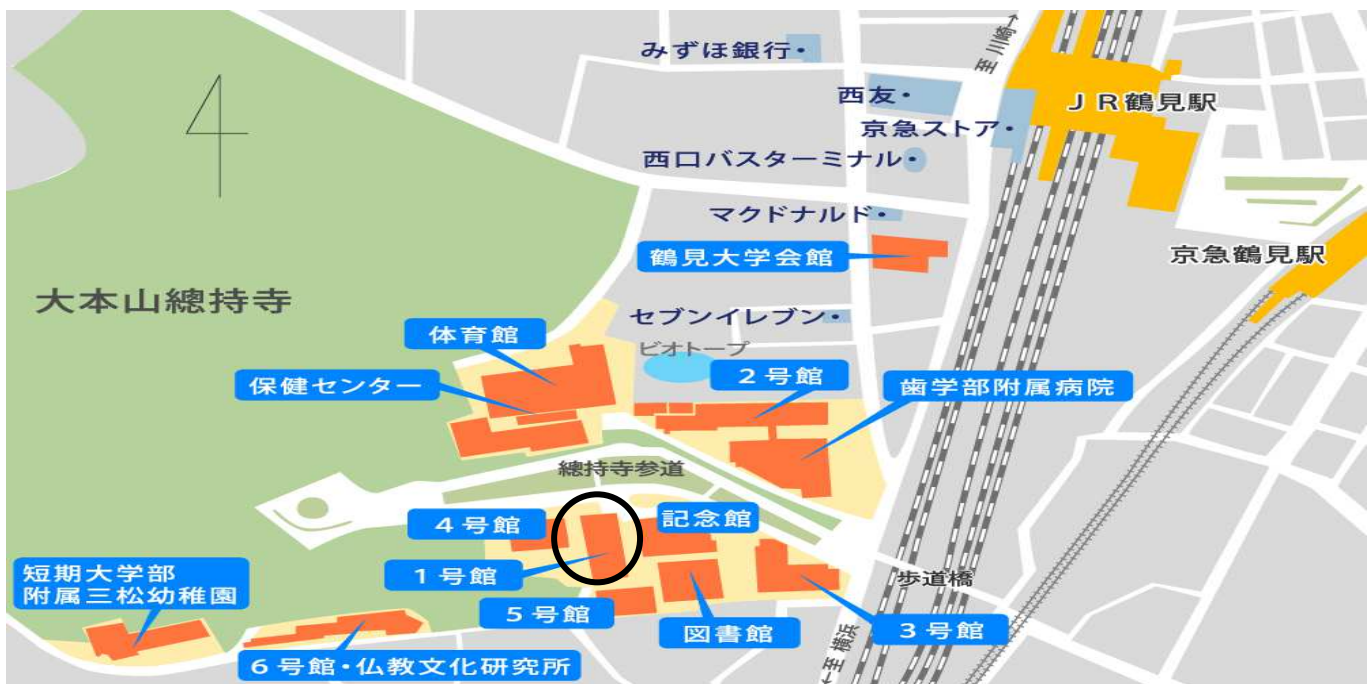 みずほ銀行・
至 川崎→
西友・
JR鶴見駅
京急ストア・
西口バスターミナル・
マクドナルド・
鶴見大学会館
京急鶴見駅
大本山總持寺
セブンイレブン・
体育館
ビオトープ
保健センター
2号館
歯学部附属病院
總持寺参道
4号館
記念館
1号館
歩道橋
短期大学部
附属三松幼稚園
5号館
図書館
3号館
6号館・仏教文化研究所
←至 横浜